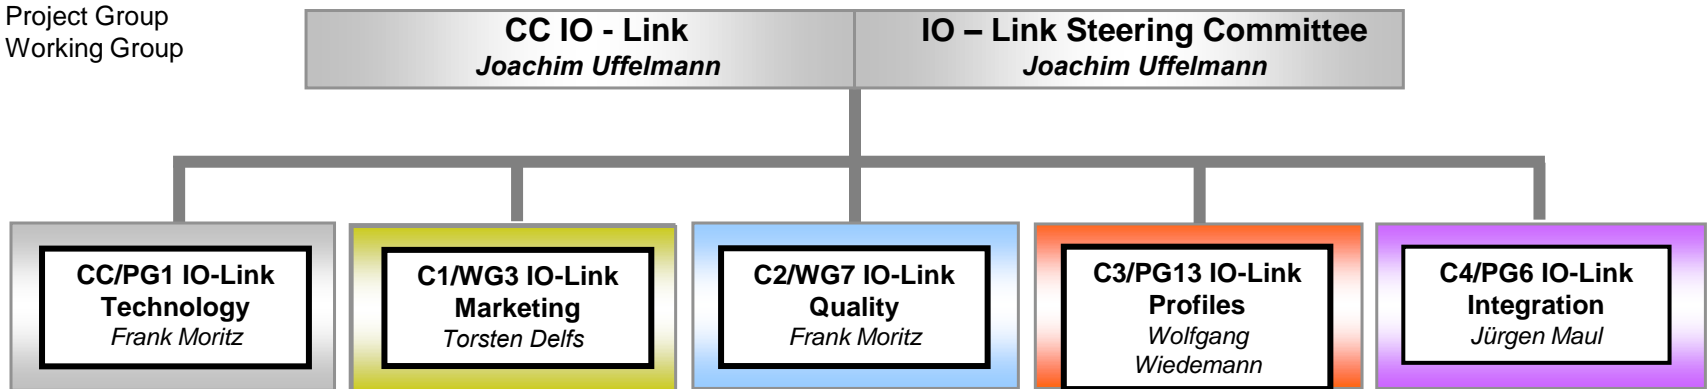 Project Group
Working Group
CC IO - Link
Joachim Uffelmann
IO – Link Steering Committee
Joachim Uffelmann
CC/PG1 IO-Link
Technology
Frank Moritz
C1/WG3 IO-Link
Marketing
Torsten Delfs
C2/WG7 IO-Link
Quality
Frank Moritz
C3/PG13 IO-Link
Profiles
Wolfgang
Wiedemann
C4/PG6 IO-Link
Integration
Jürgen Maul